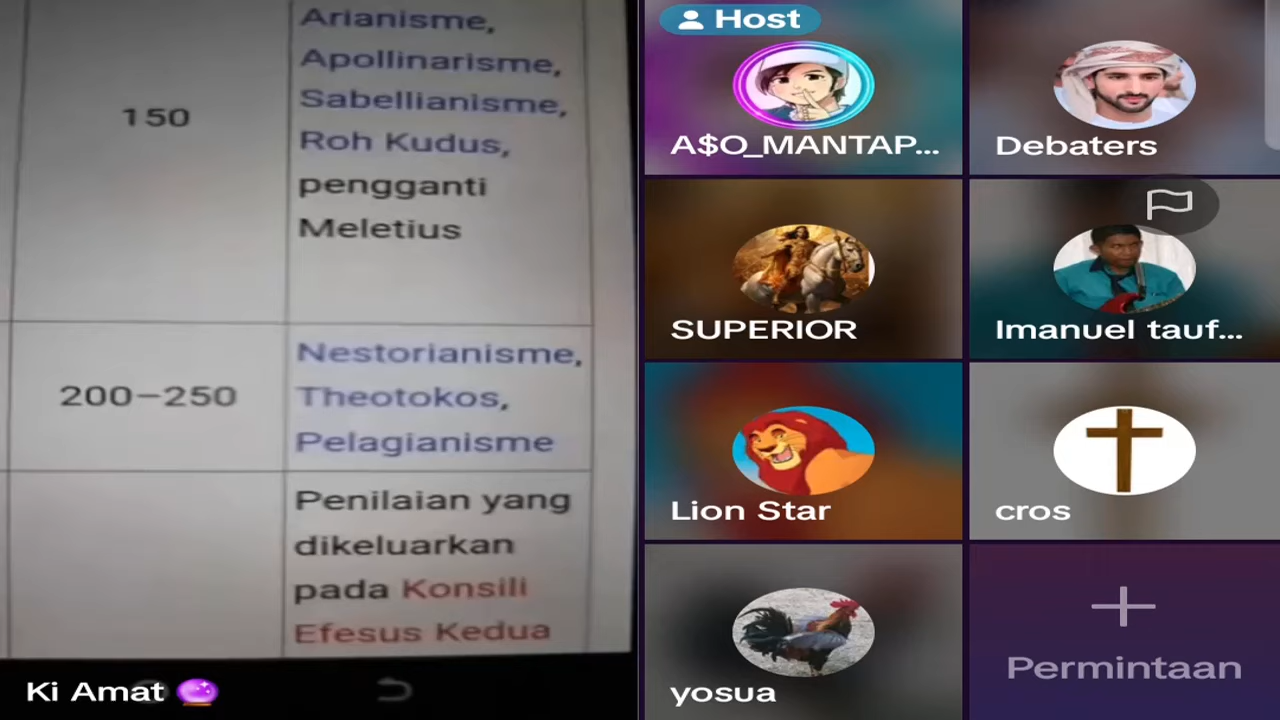 150
Arianisme,
Apollinarisme,
Sabellianisme,
Roh Kudus,
pengganti
Meletius
200–250
Nestorianisme,
Theotokos,
Pelagianisme
Penilaian yang
dikeluarkan
pada Konsili
Efesus Kedua
Ki Amat
Host
A$O_MANTAP...
Debaters
SUPERIOR
Imanuel tauf...
Lion Star
cros
yosua
Permintaan